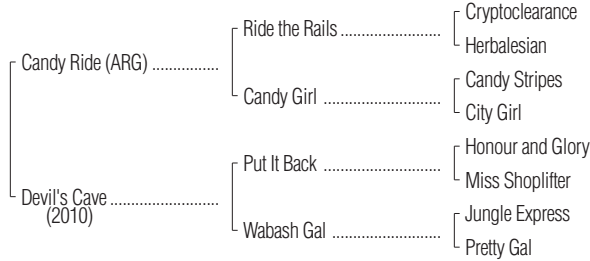 Cryptoclearance
Ride the Rails ....................
Herbalesian
Candy Ride (ARG) ...............
Candy Stripes
Candy Girl .......................
City Girl
Honour and Glory
Put It Back .......................
Miss Shoplifter
Devil's Cave ......................
(2010)
Jungle Express
Wabash Gal .....................
Pretty Gal